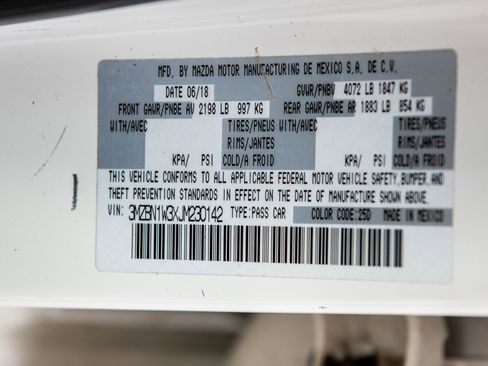 MFD. BY MAZDA MOTOR MANUFACTURING DE MEXICO S.A. DE C.V.
DATE 06/18 GVWR/PNBV 4072 LB 1847 KG
FRONT GAWR/PNBE AV 2198 LB 997 KG REAR GAWR/PNBE AR 1883 LB 854 KG
WITH/AVEC TIRES/PNEUS WITH/AVEC TIRES/PNEUS
RIMS/JANTES RIMS/JANTES
KPA/ PSI COLD/A FROID KPA/ PSI COLD/A FROID
THIS VEHICLE CONFORMS TO ALL APPLICABLE FEDERAL MOTOR VEHICLE SAFETY, BUMPER, AND
THEFT PREVENTION STANDARDS IN EFFECT ON THE DATE OF MANUFACTURE SHOWN ABOVE.
VIN: 3MZBN1W3XJM230142 TYPE:PASS CAR COLOR CODE:25D MADE IN MEXICO